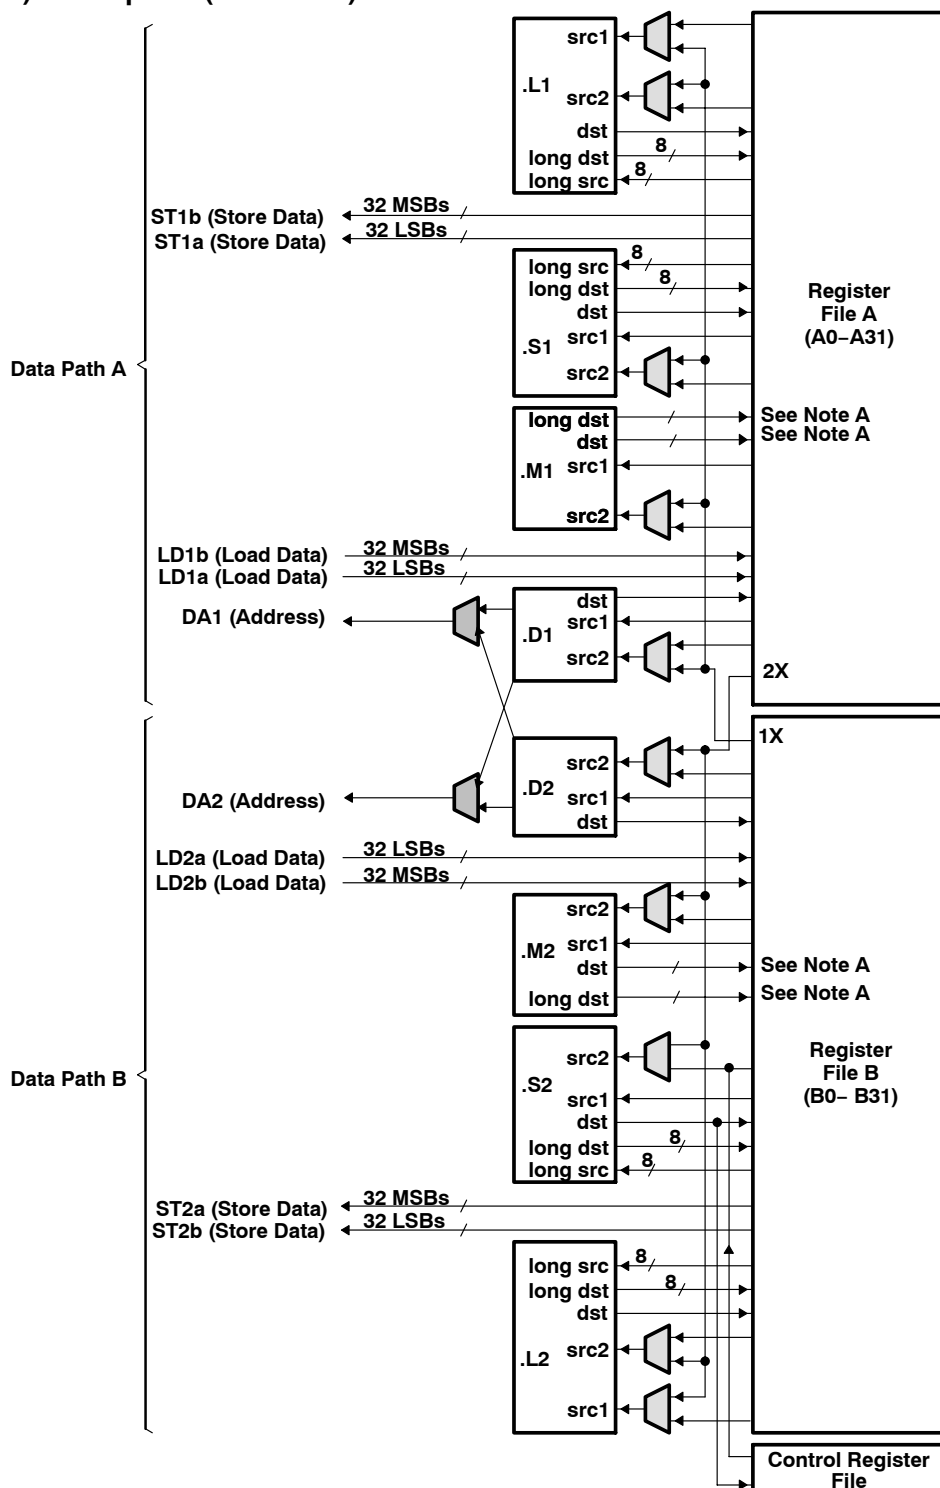 src1
.L1
src2
dst
8
long dst
8
long src
32 MSBs
ST1b (Store Data)
32 LSBs
ST1a (Store Data)
8
long src
8
long dst
dst
Register
File A
(A0−A31)
src1
.S1
src2
Data Path A
long dst
See Note A
dst
See Note A
src1
.M1
src2
32 MSBs
LD1b (Load Data)
32 LSBs
LD1a (Load Data)
dst
DA1 (Address)
src1
.D1
src2
2X
1X
src2
.D2
DA2 (Address)
src1
dst
32 LSBs
LD2a (Load Data)
32 MSBs
LD2b (Load Data)
src2
src1
.M2
dst
See Note A
long dst
See Note A
src2
Register
File B
(B0− B31)
Data Path B
.S2
src1
dst
8
long dst
8
long src
32 MSBs
ST2a (Store Data)
32 LSBs
ST2b (Store Data)
8
long src
8
long dst
dst
src2
.L2
src1
Control Register
File